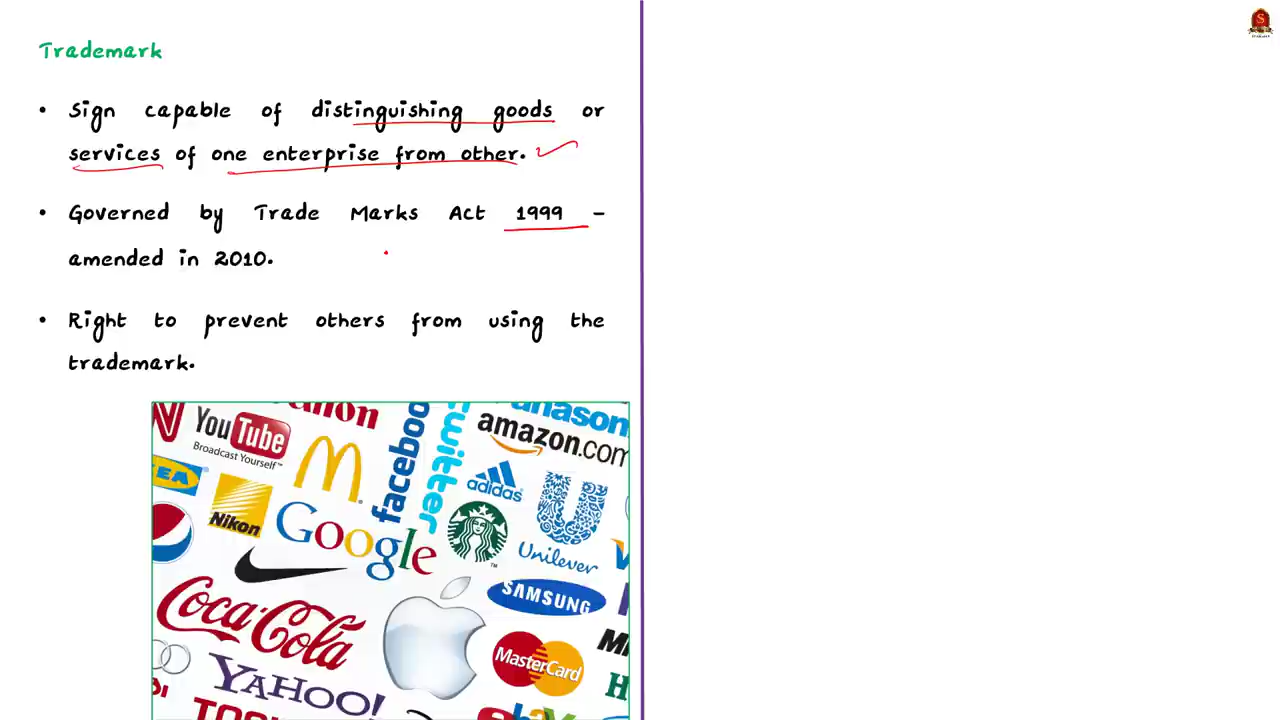 Trademark
• Sign capable of distinguishing goods or
services of one enterprise from other.
• Governed by Trade Marks Act 1999 –
amended in 2010.
• Right to prevent others from using the
trademark.
YouTube
Broadcast Yourself™
facebook
twitter
amazon.com
adidas
Nikon
Google
Unilever
SAMSUNG
Coca-Cola
MasterCard
YAHOO!